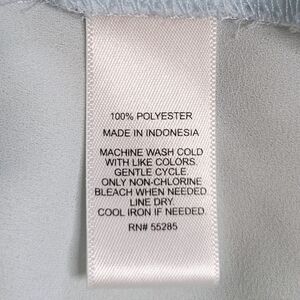 100% POLYESTER
MADE IN INDONESIA
MACHINE WASH COLD
WITH LIKE COLORS.
GENTLE CYCLE.
ONLY NON-CHLORINE
BLEACH WHEN NEEDED.
LINE DRY.
COOL IRON IF NEEDED.
RN# 55285